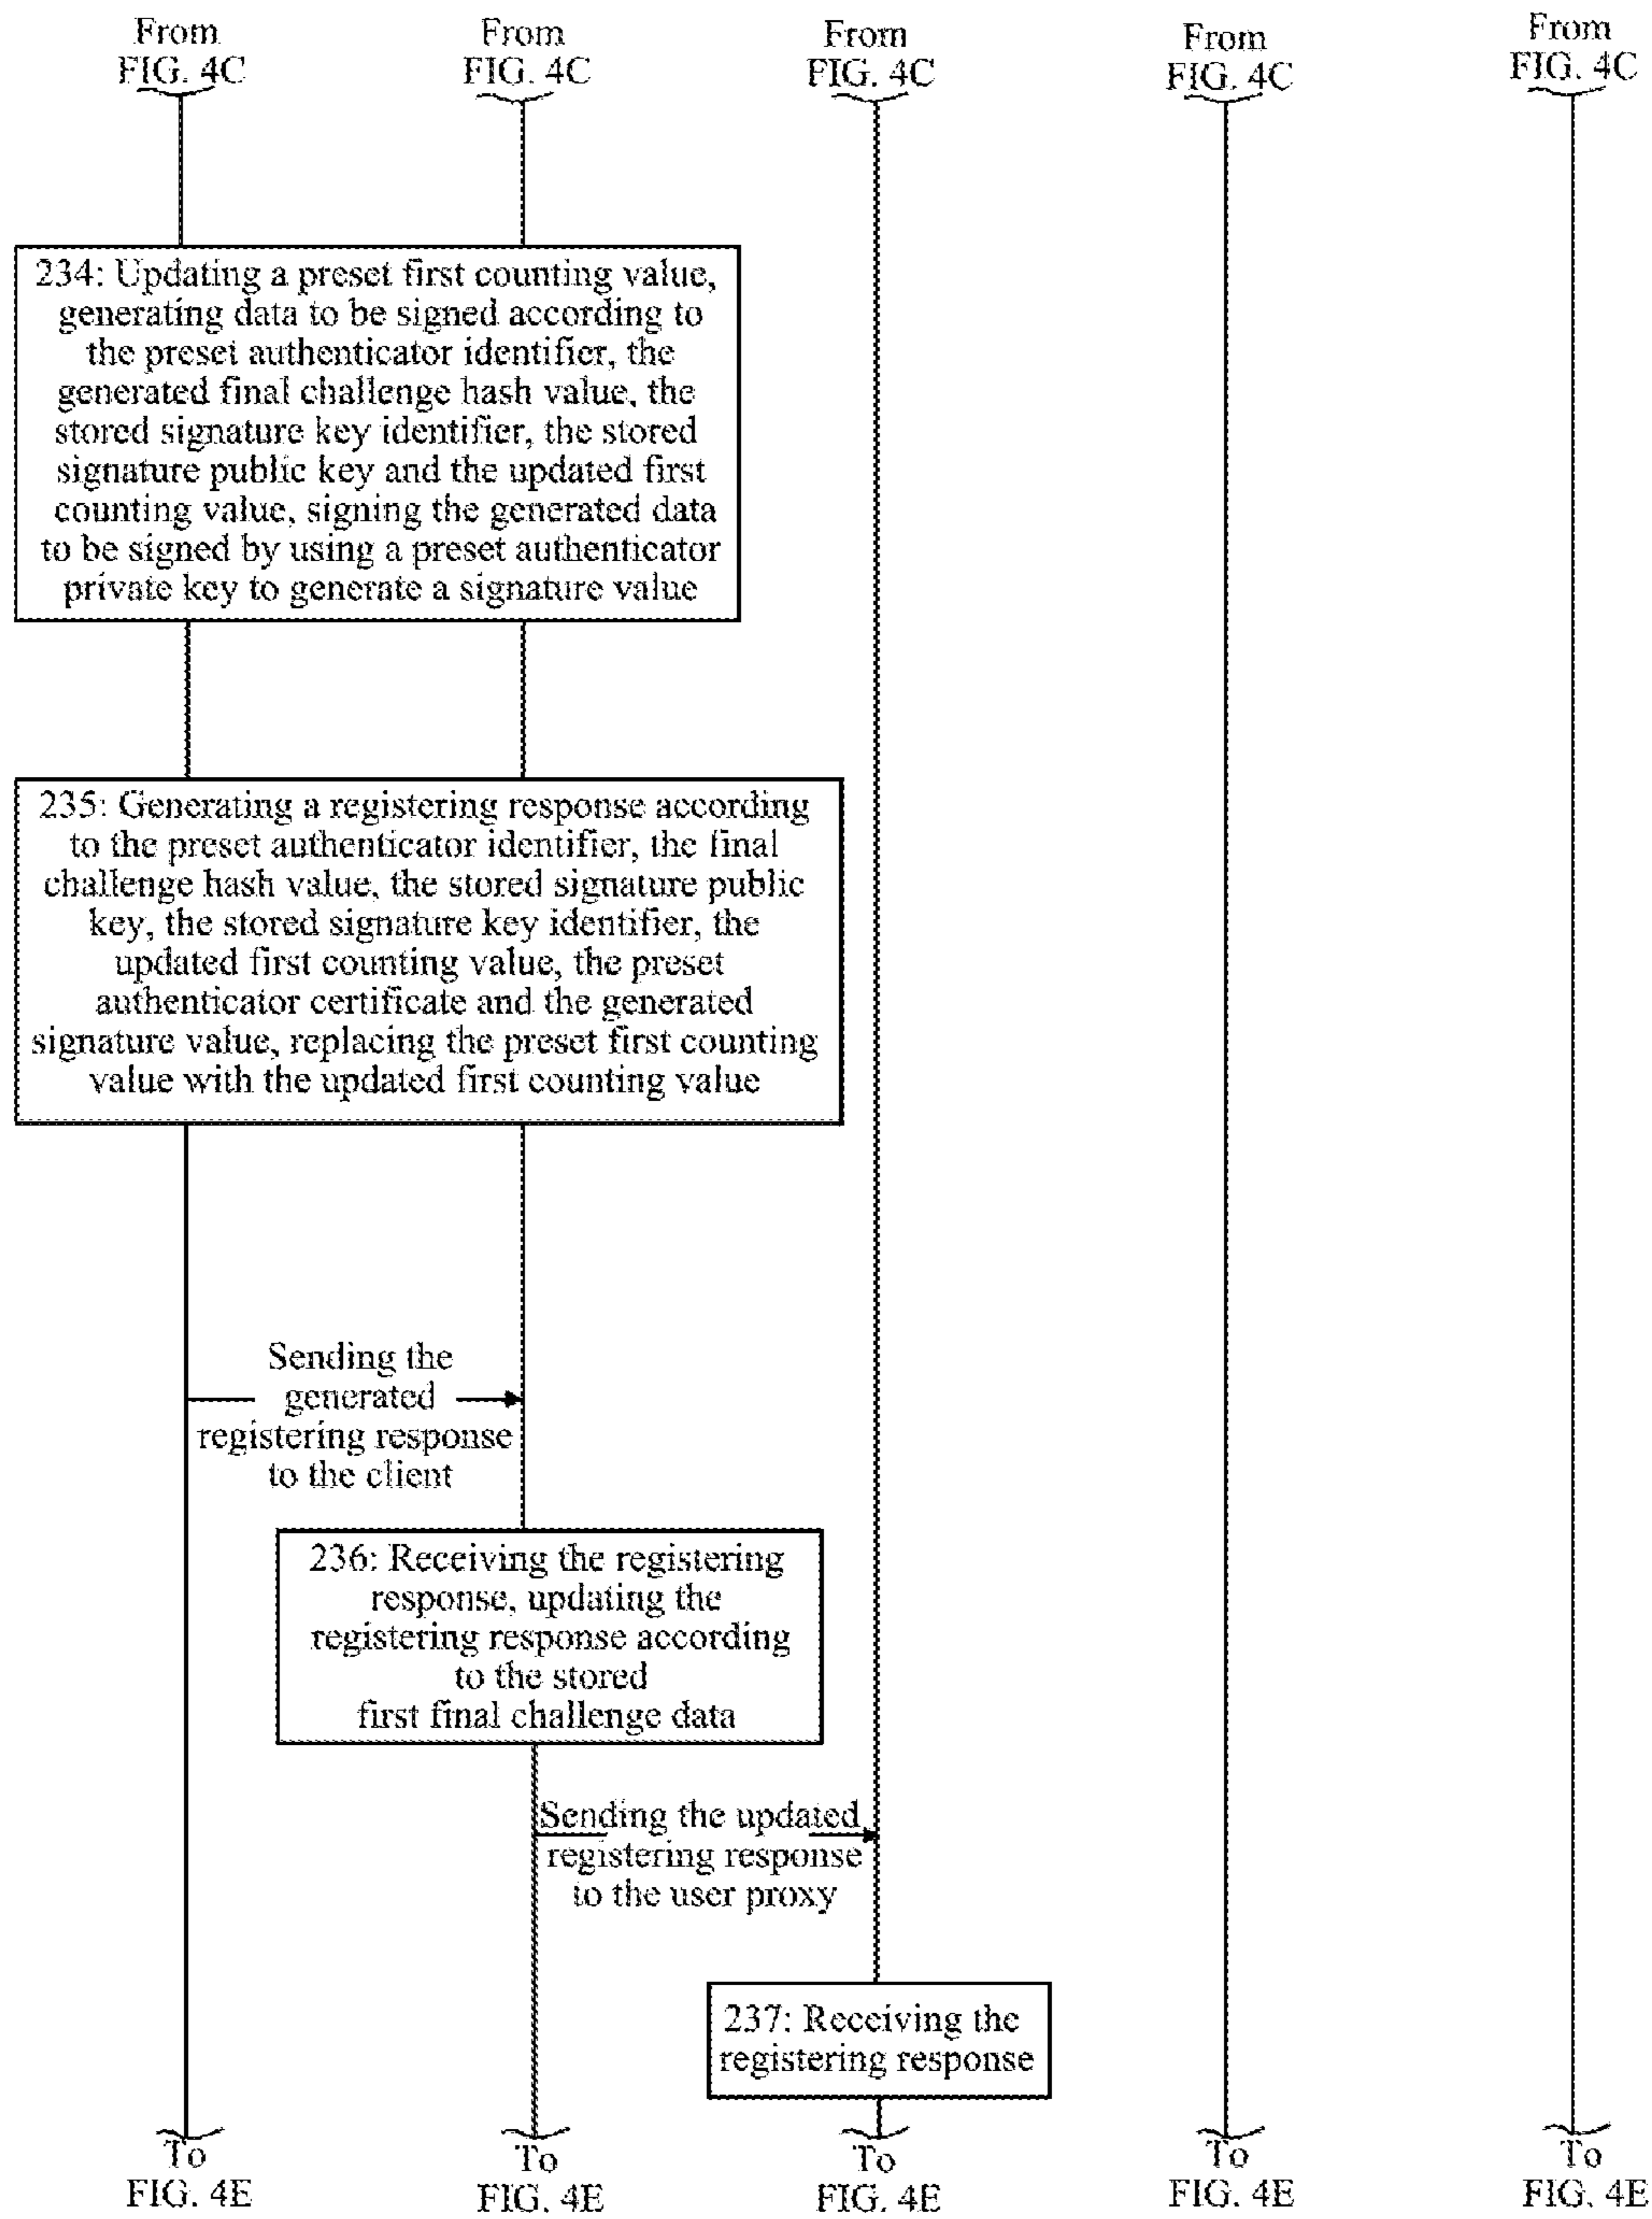 From
FIG. 4C
From
FIG. 4C
From
FIG. 4C
From
FIG. 4C
From
FIG. 4C
234: Updating a preset first counting value,
generating data to be signed according to
the preset authenticator identifier, the
generated final challenge hash value, the
stored signature key identifier, the stored
signature public key and the updated first
counting value, signing the generated data
to be signed by using a preset authenticator
private key to generate a signature value
235: Generating a registering response according
to the preset authenticator identifier, the final
challenge hash value, the stored signature public
key, the stored signature key identifier, the
updated first counting value, the preset
authenticator certificate and the generated
signature value, replacing the preset first counting
value with the updated first counting value
Sending the
generated
registering response
to the client
236: Receiving the registering
response, updating the
registering response according
to the stored
first final challenge data
Sending the updated
registering response
to the user proxy
237: Receiving the
registering response
To
FIG. 4E
To
FIG. 4E
To
FIG. 4E
To
FIG. 4E
To
FIG. 4E